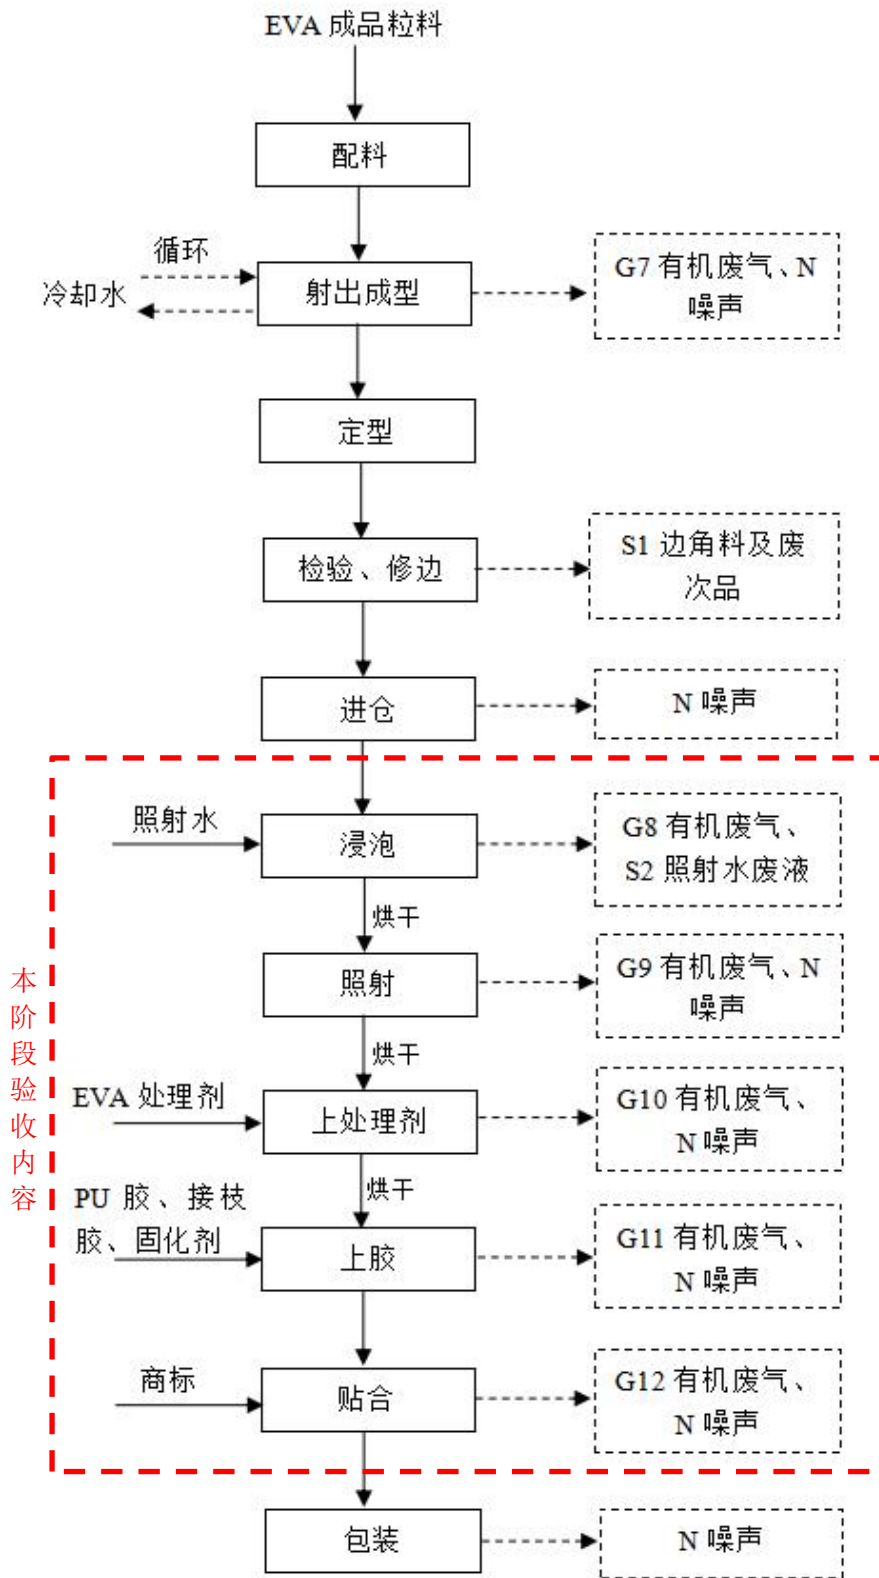 EVA 成品粒料
配料
循环
冷却水
射出成型
G7 有机废气、N
噪声
定型
检验、修边
S1 边角料及废
次品
进仓
N 噪声
照射水
浸泡
G8 有机废气、
S2 照射水废液
烘干
照射
G9 有机废气、N
噪声
烘干
EVA 处理剂
上处理剂
G10 有机废气、
N 噪声
烘干
PU 胶、接枝
胶、固化剂
上胶
G11 有机废气、
N 噪声
商标
贴合
G12 有机废气、
N 噪声
本
阶
段
验
收
内
容
包装
N 噪声